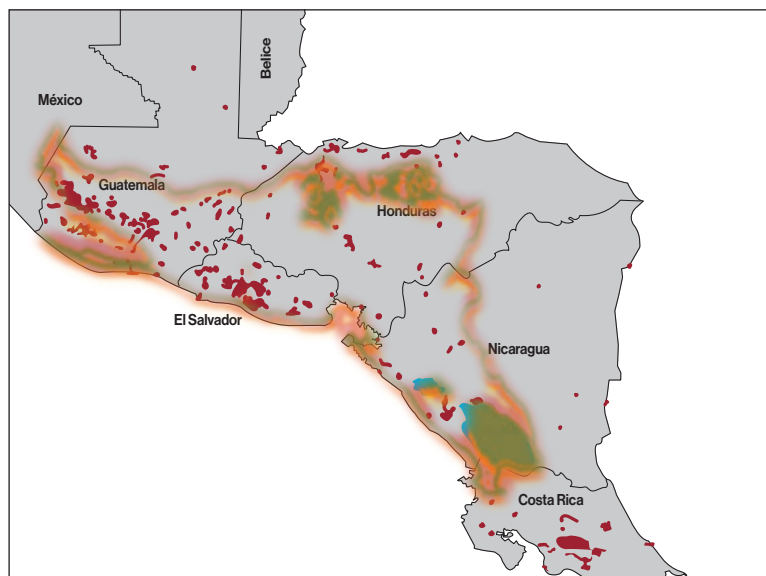 Belice
México
Guatemala
Honduras
El Salvador
Nicaragua
Costa Rica